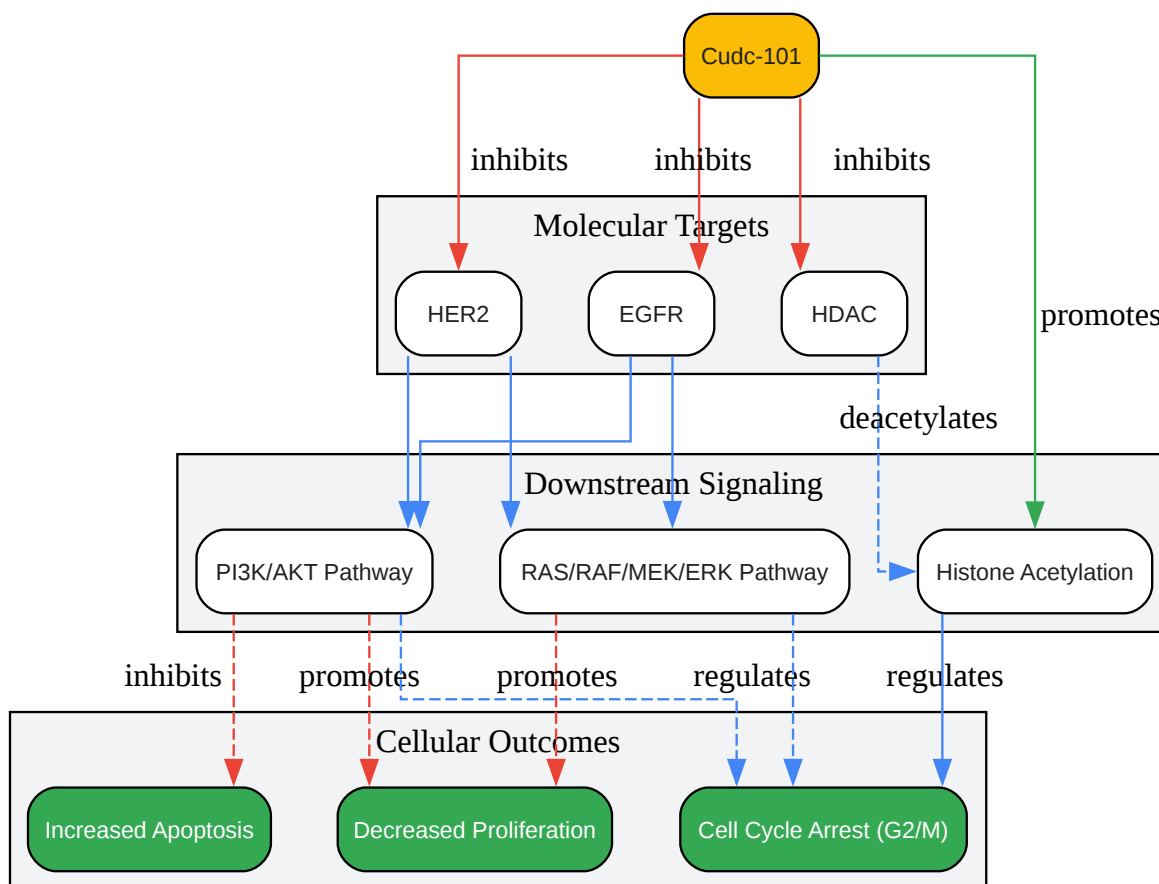 Cudc-101
inhibits
inhibits
inhibits
Molecular Targets
HER2
EGFR
HDAC
promotes
deacetylates
Downstream Signaling
PI3K/AKT Pathway
RAS/RAF/MEK/ERK Pathway
Histone Acetylation
inhibits
promotes
promotes
regulates
regulates
Cellular Outcomes
Increased Apoptosis
Decreased Proliferation
Cell Cycle Arrest (G2/M)